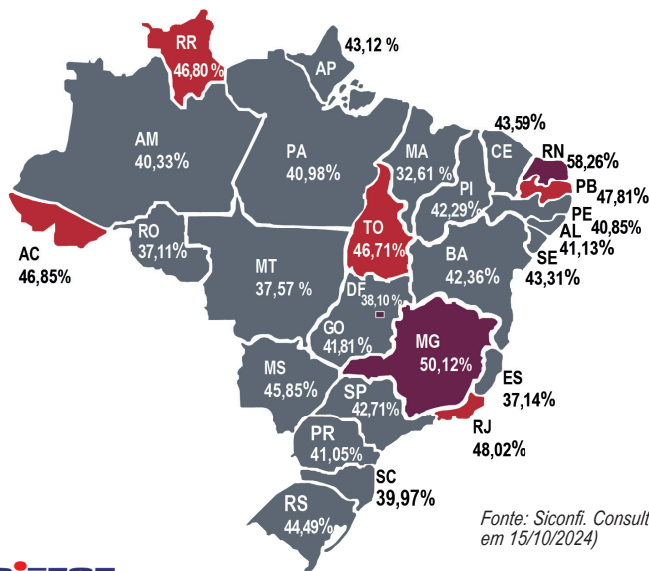 RR
46,80 %
AP
43,12 %
AM
40,33%
PA
40,98%
MA
32,61 %
PI
42,29%
43,59%
CE
RN
58,26%
PB
47,81%
PE
40,85%
AL
41,13%
SE
43,31%
AC
46,85%
RO
37,11%
TO
46,71%
BA
42,36%
MT
37,57 %
DF
38,10 %
GO
41,81 %
MG
50,12%
MS
45,85%
SP
42,71%
ES
37,14%
RJ
48,02%
PR
41,05%
SC
39,97%
RS
44,49%
Fonte: Siconfi. Consult
em 15/10/2024)